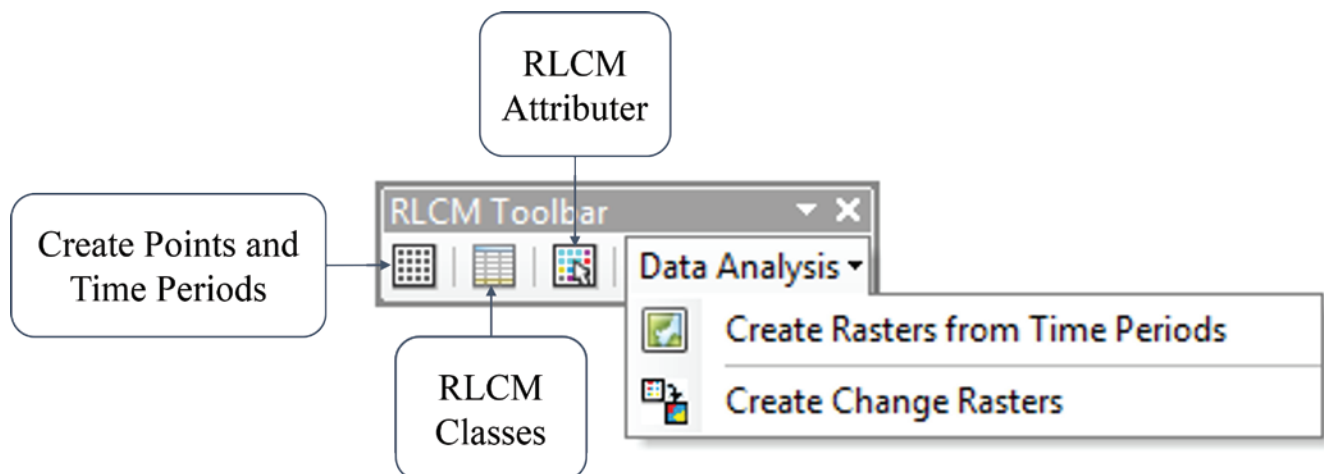 RLCM
Attributer
RLCM Toolbar
Create Points and
Time Periods
Data Analysis
Create Rasters from Time Periods
Create Change Rasters
RLCM
Classes